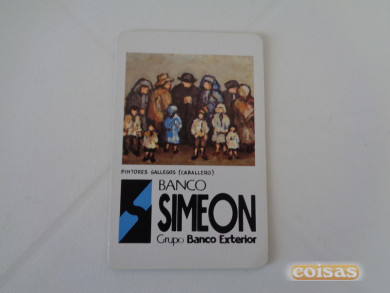 PINTORES GALLEGOS (CABALLERO)
BANCO
SIMEON
Grupo Banco Exterior
coisas